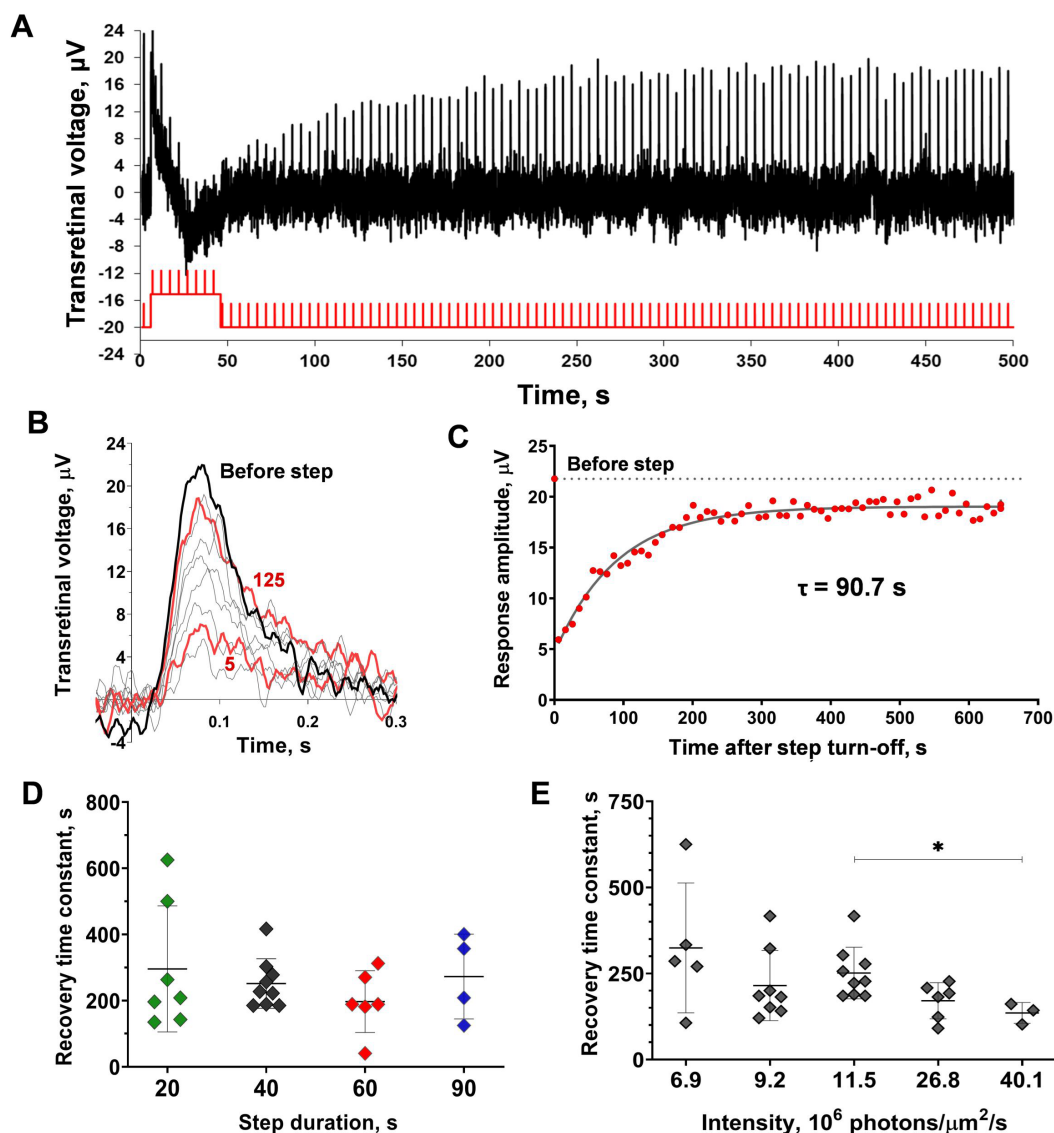 A
Transretinal voltage, µV
24
20
16
12
8
4
0
-4
-8
-12
-16
-20
-24
0 50 100 150 200 250 300 350 400 450 500
Time, s
B
Transretinal voltage, µV
24
20
16
12
8
4
-4
Before step
125
5
0.1 0.2 0.3
Time, s
C
Response amplitude, µV
25
20
15
10
5
0
Before step
τ = 90.7 s
0 100 200 300 400 500 600 700
Time after step turn-off, s
D
Recovery time constant, s
800
600
400
200
0
20 40 60 90
Step duration, s
E
Recovery time constant, s
750
500
250
0
*
6.9 9.2 11.5 26.8 40.1
Intensity, 10⁶ photons/µm²/s